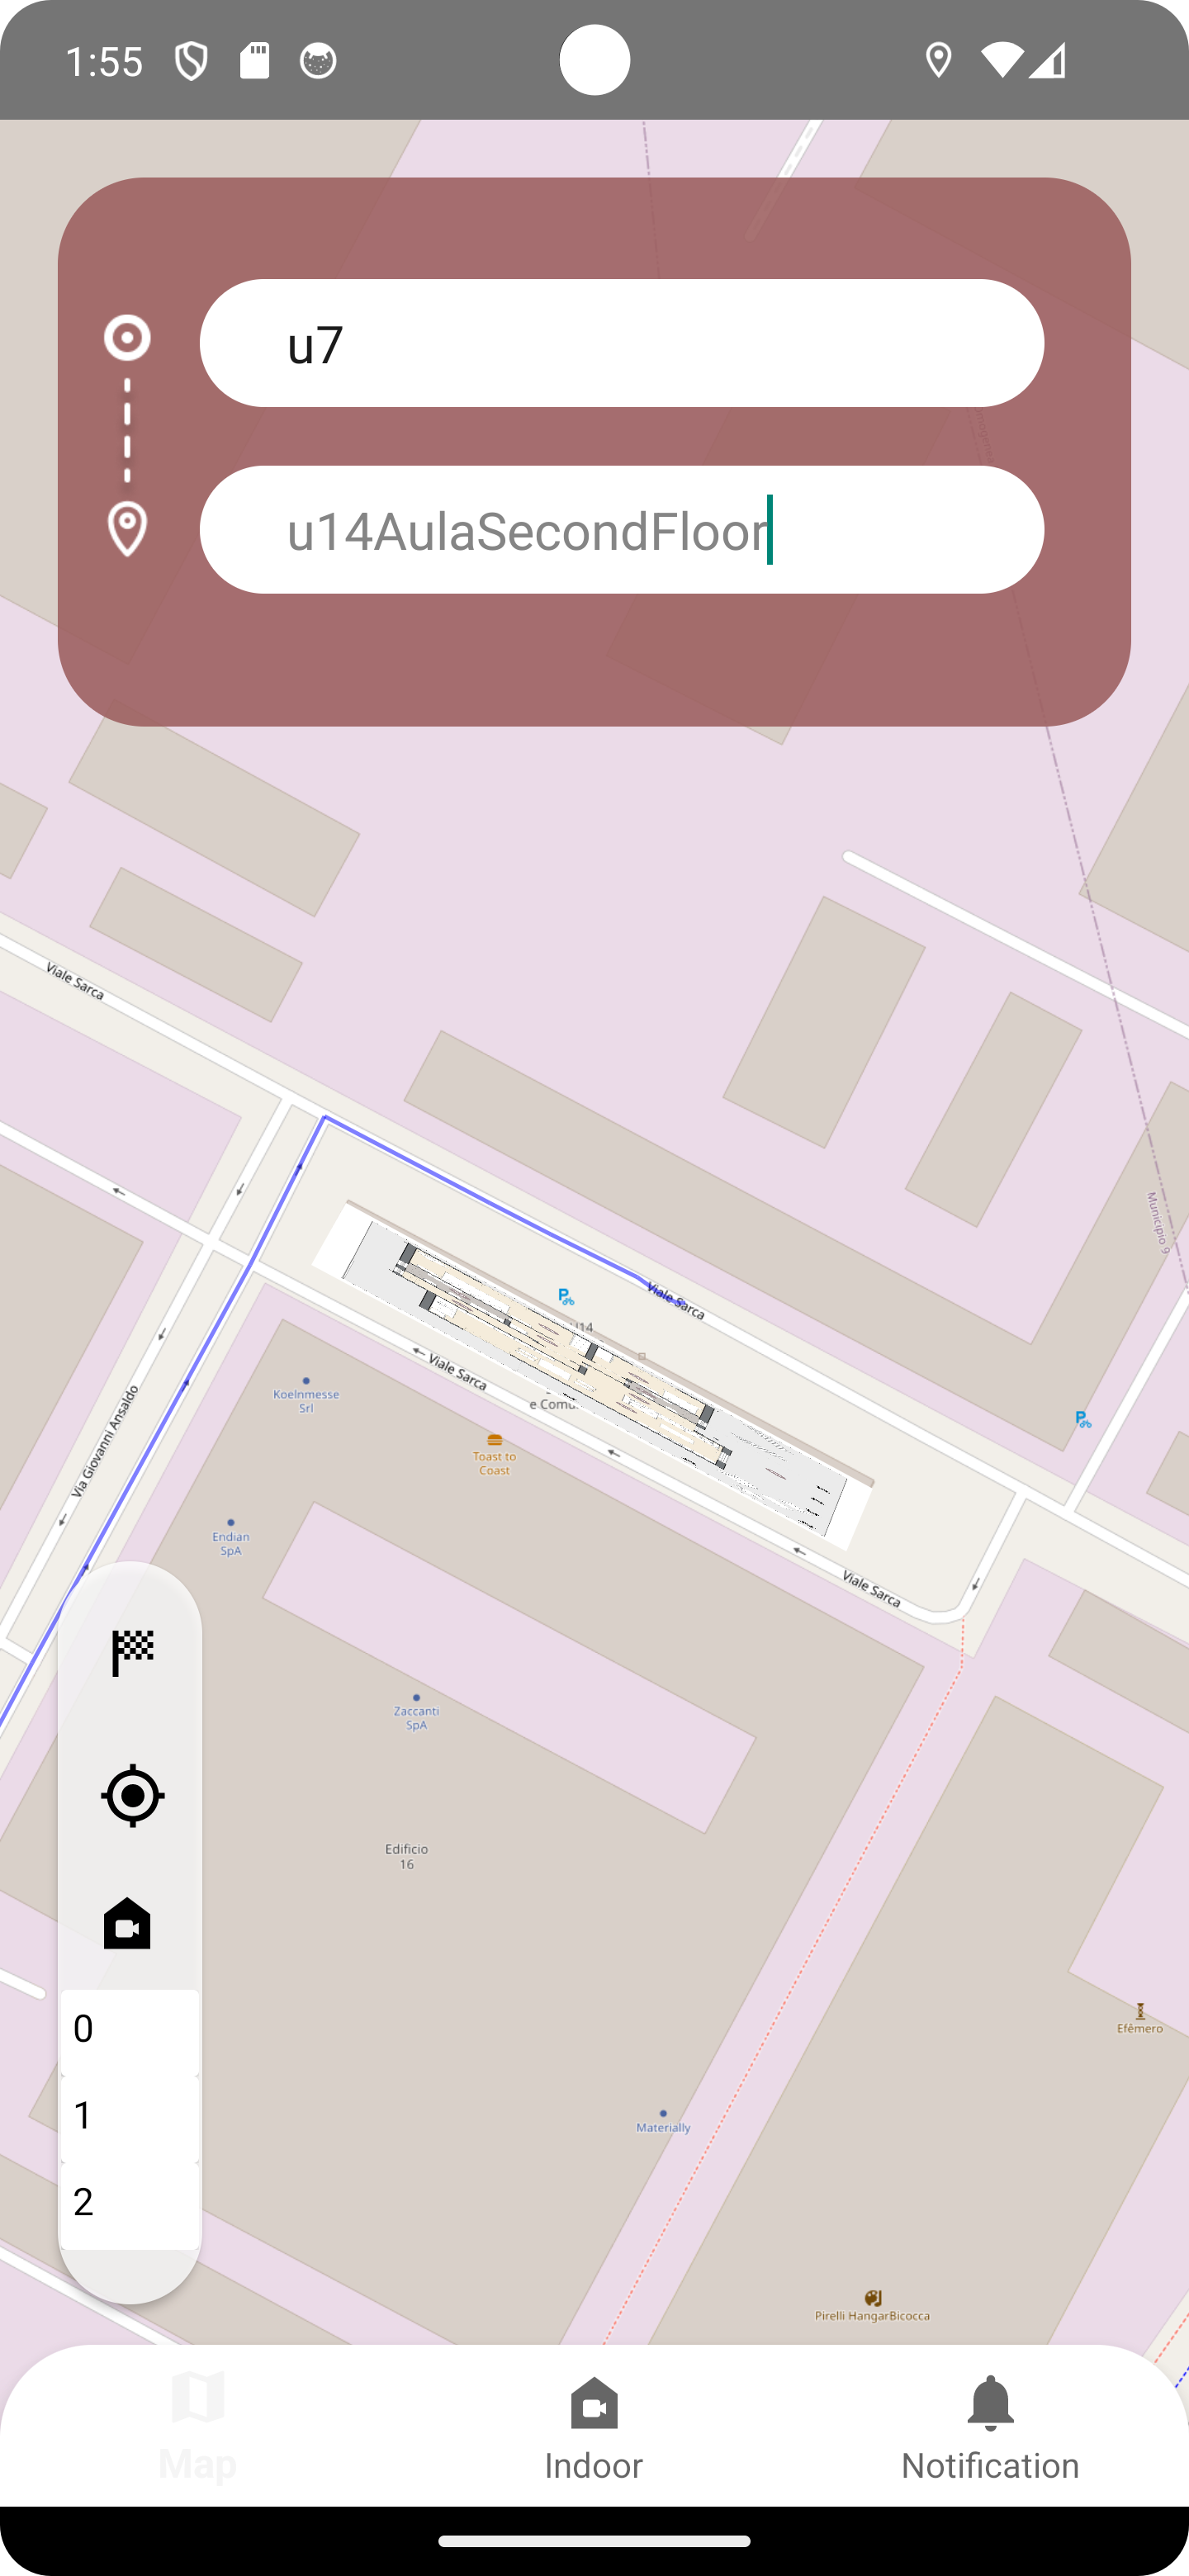 1:55
u7
u14AulaSecondFloor
Viale Sarca
Municipio 9
Viale Sarca
P
U14
Viale Sarca
e Comu
Koelnmesse
Srl
P
Toast to
Coast
Via Giovanni Ansaldo
Endian
SpA
Viale Sarca
Zaccanti
SpA
Edificio
16
0
Efêmero
1
Materially
2
Pirelli HangarBicocca
Map
Indoor
Notification